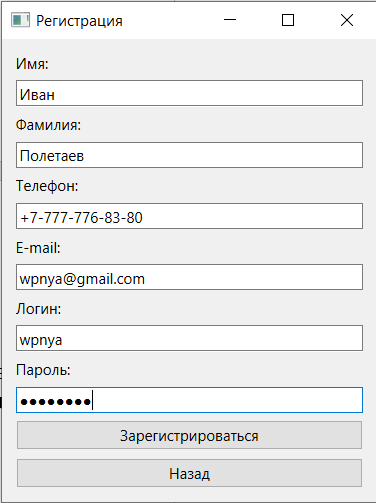 Регистрация
Имя:
Иван
Фамилия:
Полетаев
Телефон:
+7-777-776-83-80
E-mail:
wpnya@gmail.com
Логин:
wpnya
Пароль:
●●●●●●●●
Зарегистрироваться
Назад